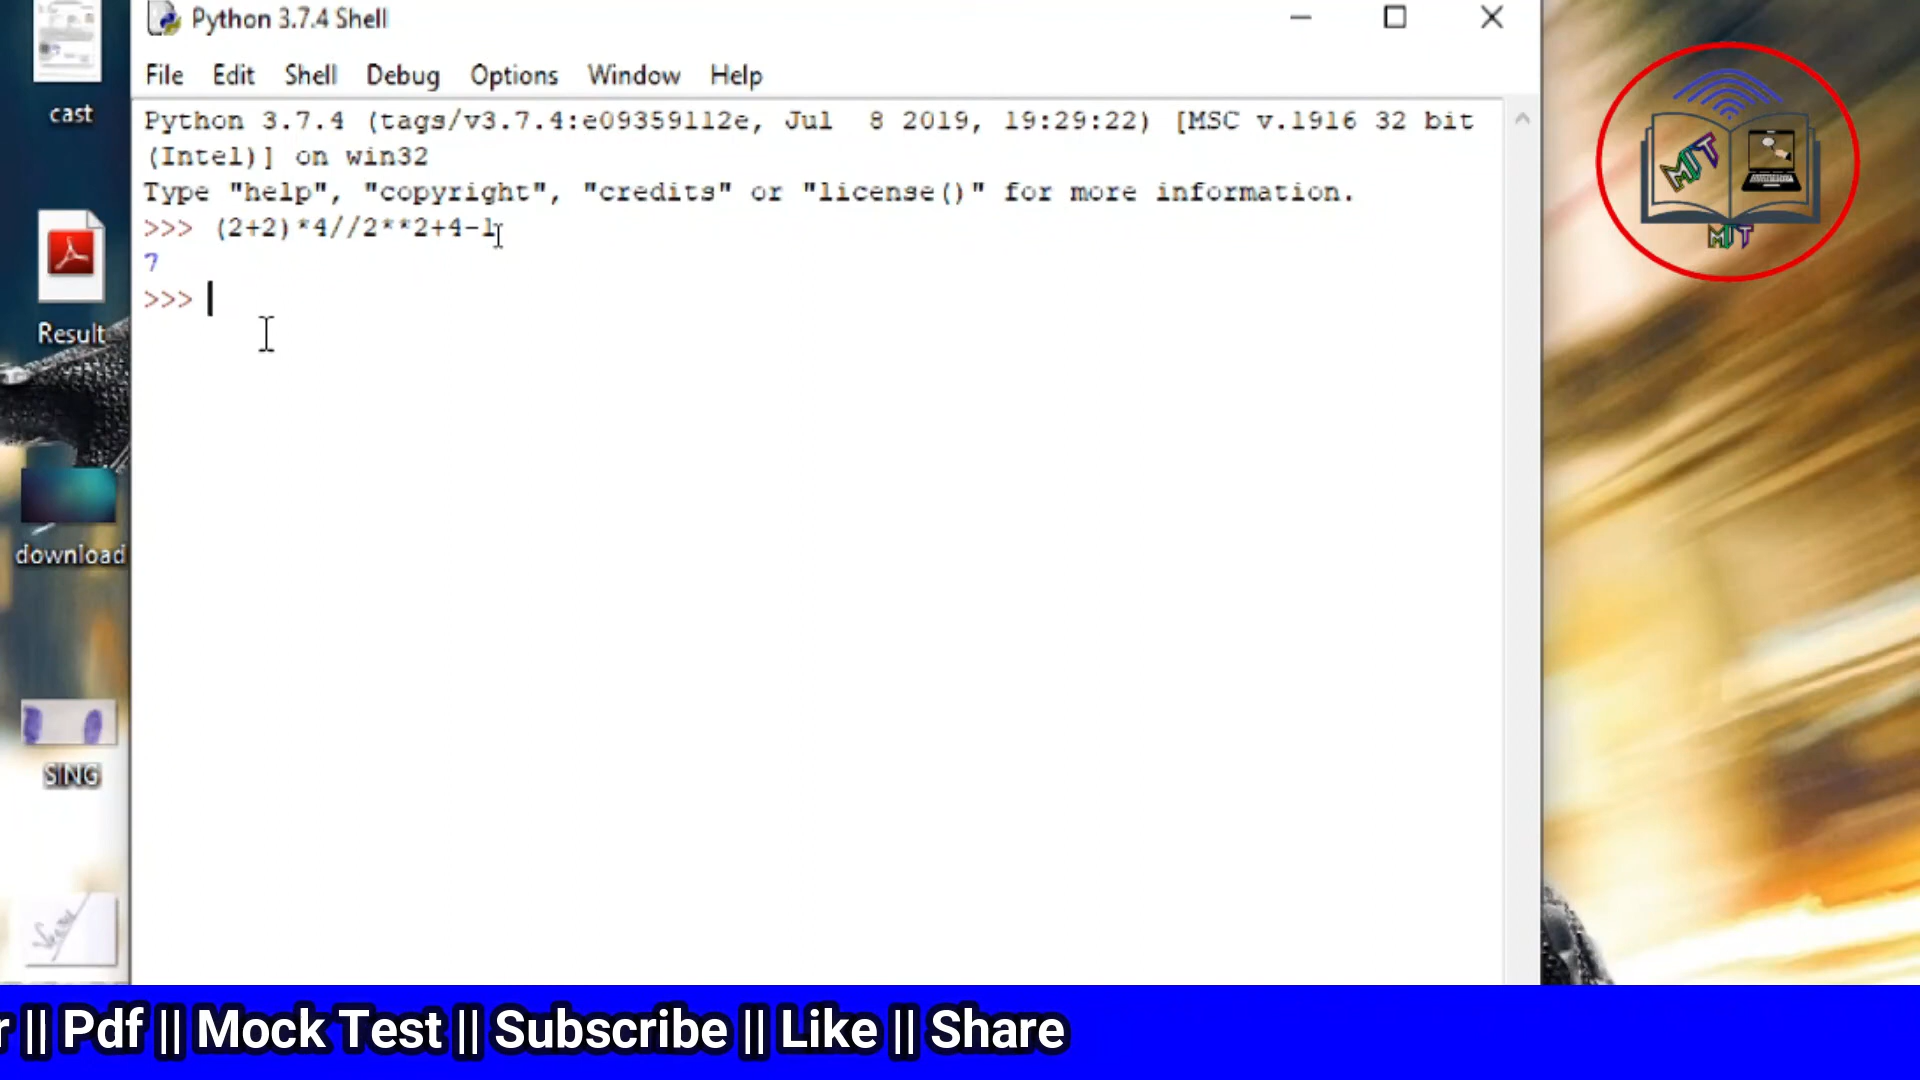 Python 3.7.4 Shell
File Edit Shell Debug Options Window Help
Python 3.7.4 (tags/v3.7.4:e09359112e, Jul  8 2019, 19:29:22) [MSC v.1916 32 bit
(Intel)] on win32
Type "help", "copyright", "credits" or "license()" for more information.
>>> (2+2)*4//2**2+4-1
7
>>>
cast
Result
download
SING
MIT
MIT
r || Pdf || Mock Test || Subscribe || Like || Share